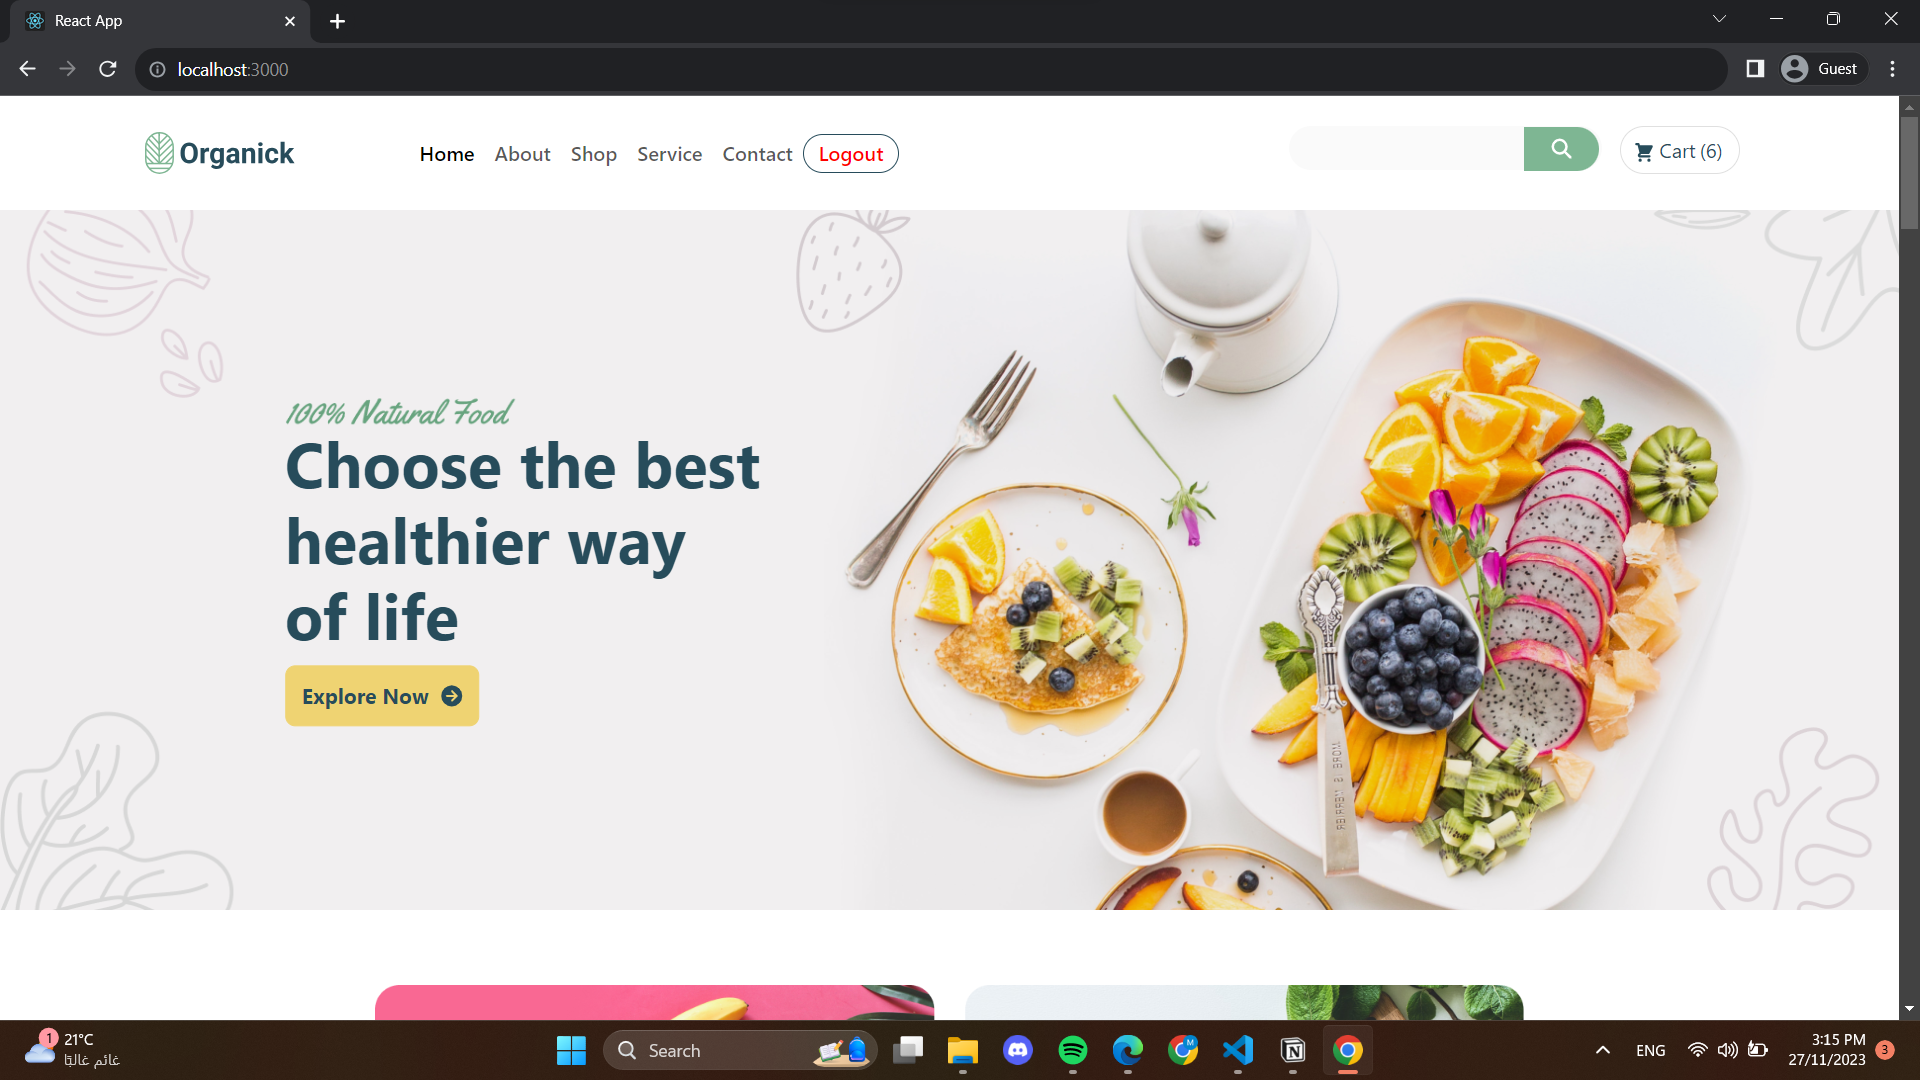 React App
localhost:3000
Guest
Organick
Home About Shop Service Contact Logout
Cart (6)
100% Natural Food
Choose the best
healthier way
of life
Explore Now
1
21°C
غائم غالبًا
Search
M
N
ENG
3:15 PM
27/11/2023
3